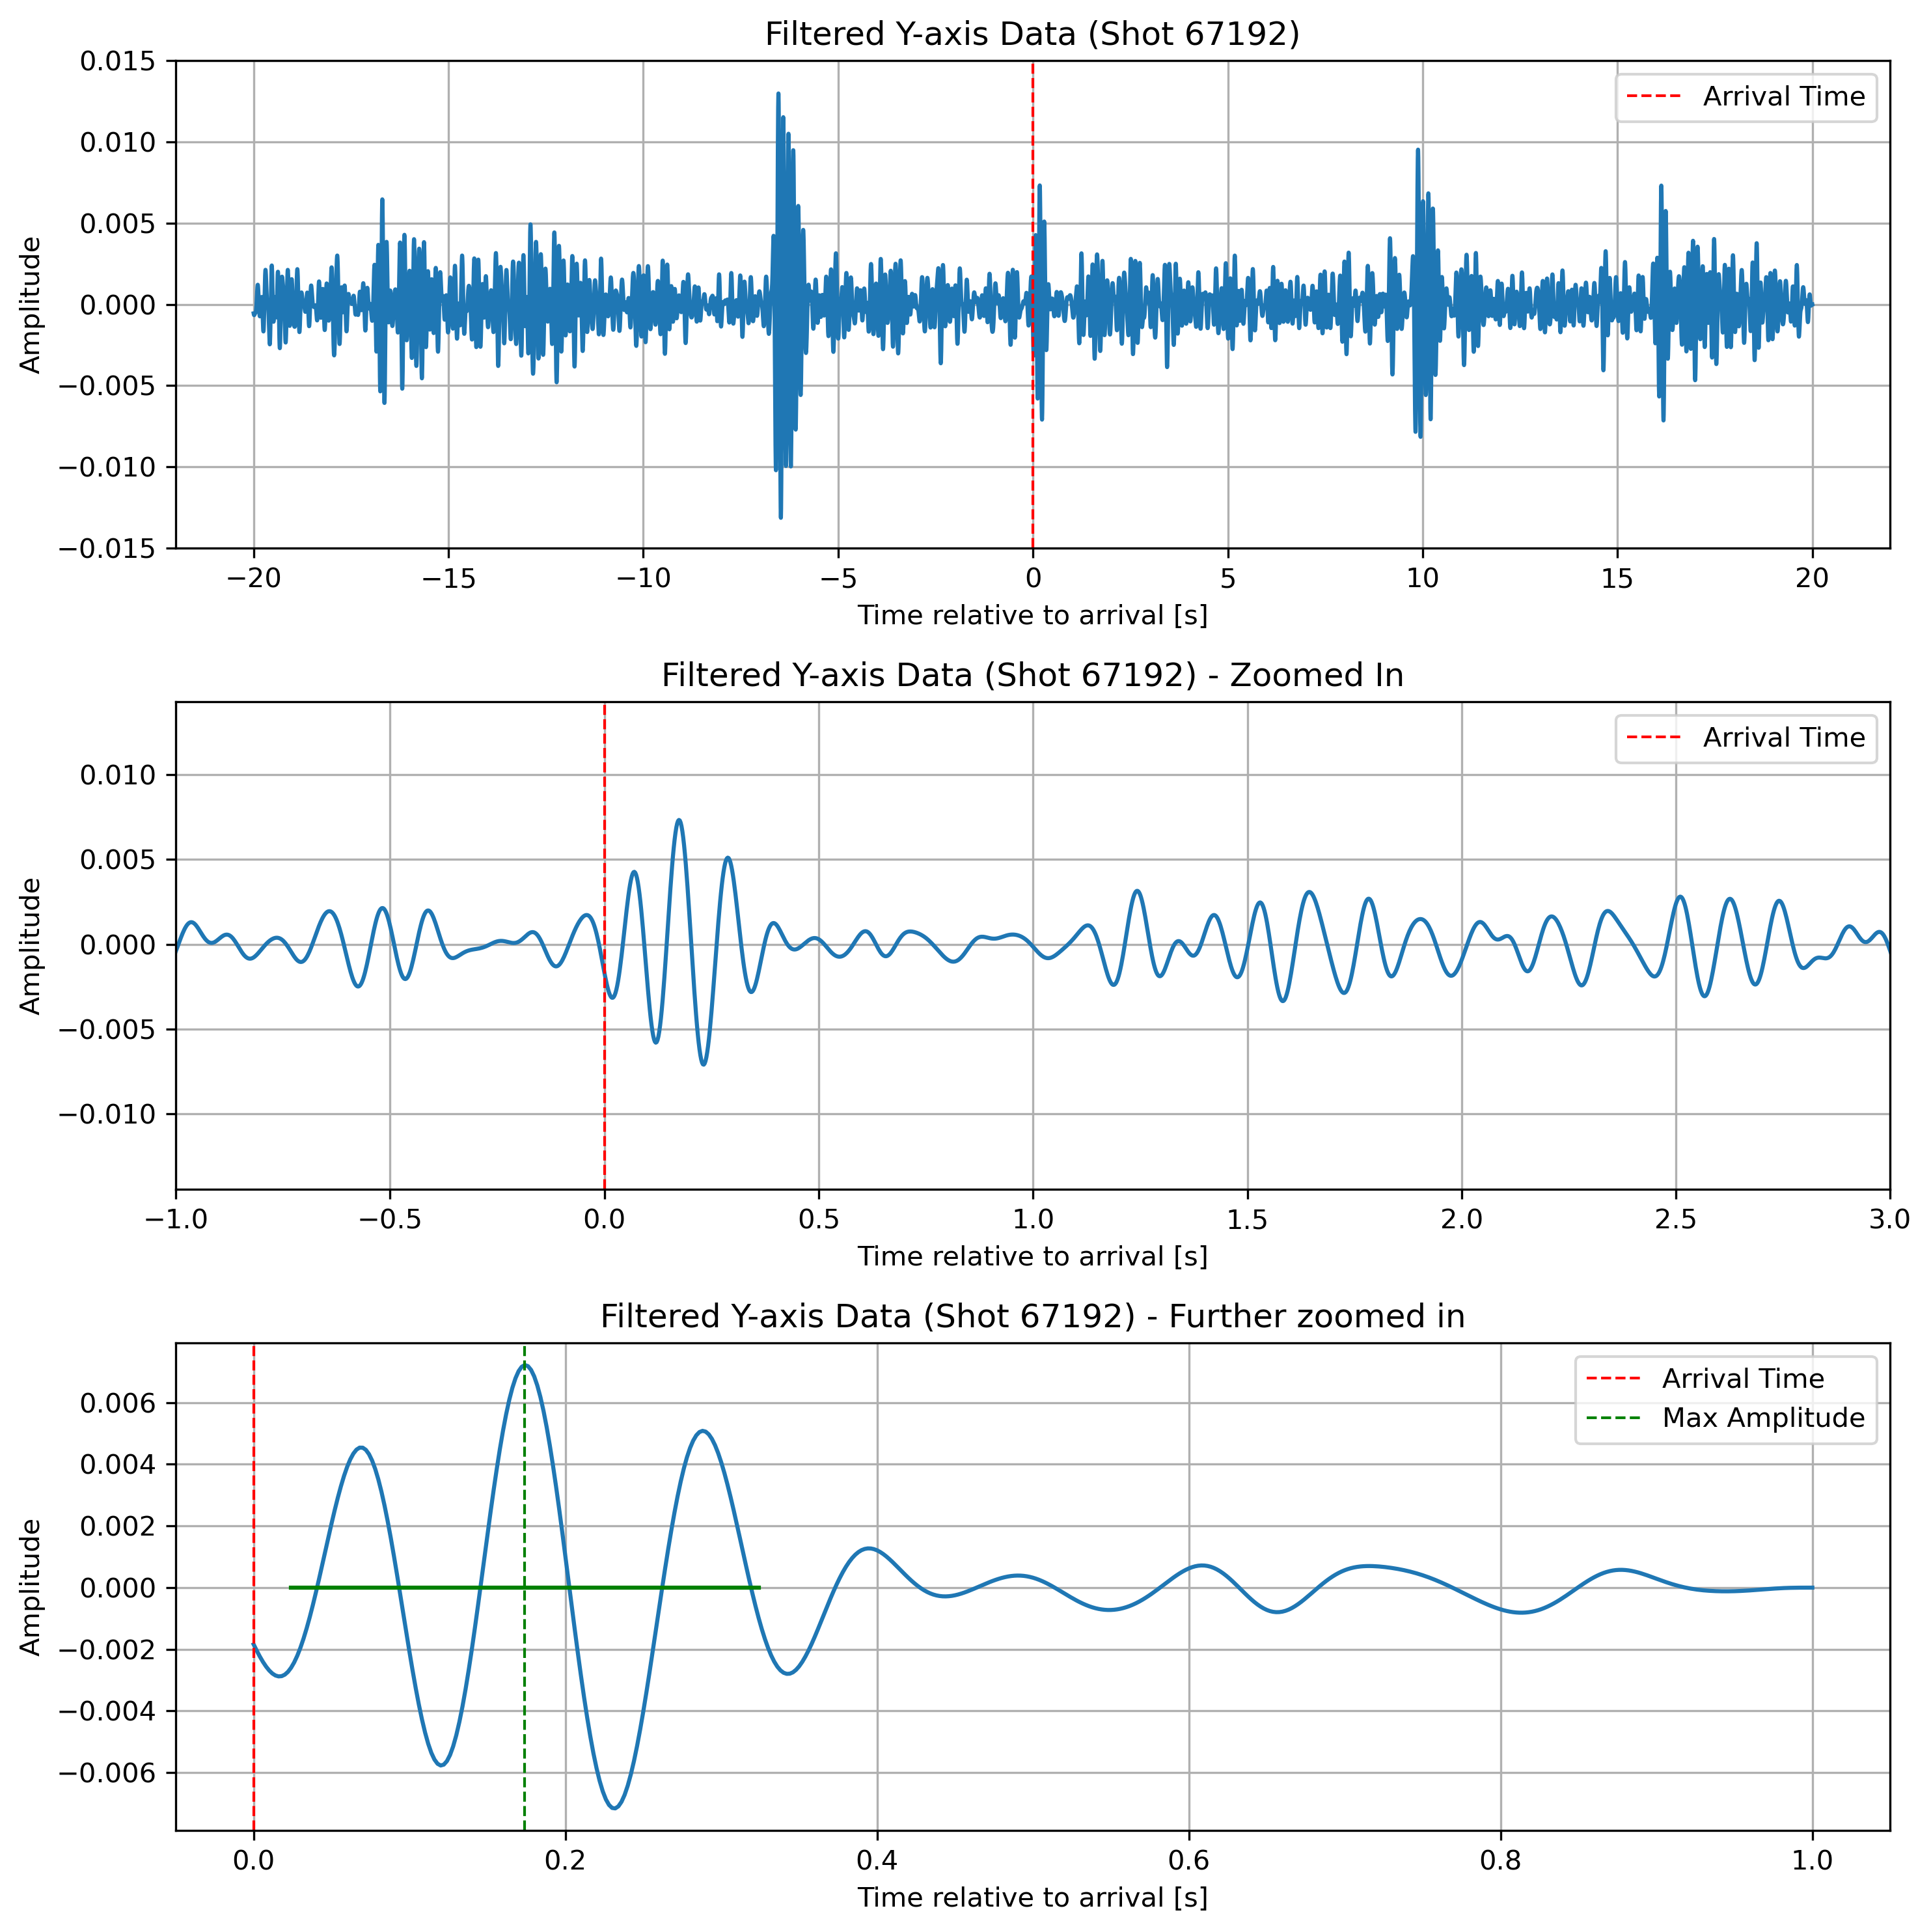 Filtered Y-axis Data (Shot 67192)
0.015
0.010
0.005
0.000
−0.005
−0.010
−0.015
Amplitude
Arrival Time
−20 −15 −10 −5 0 5 10 15 20
Time relative to arrival [s]
Filtered Y-axis Data (Shot 67192) - Zoomed In
0.010
0.005
0.000
−0.005
−0.010
Amplitude
Arrival Time
−1.0 −0.5 0.0 0.5 1.0 1.5 2.0 2.5 3.0
Time relative to arrival [s]
Filtered Y-axis Data (Shot 67192) - Further zoomed in
0.006
0.004
0.002
0.000
−0.002
−0.004
−0.006
Amplitude
Arrival Time
Max Amplitude
0.0 0.2 0.4 0.6 0.8 1.0
Time relative to arrival [s]